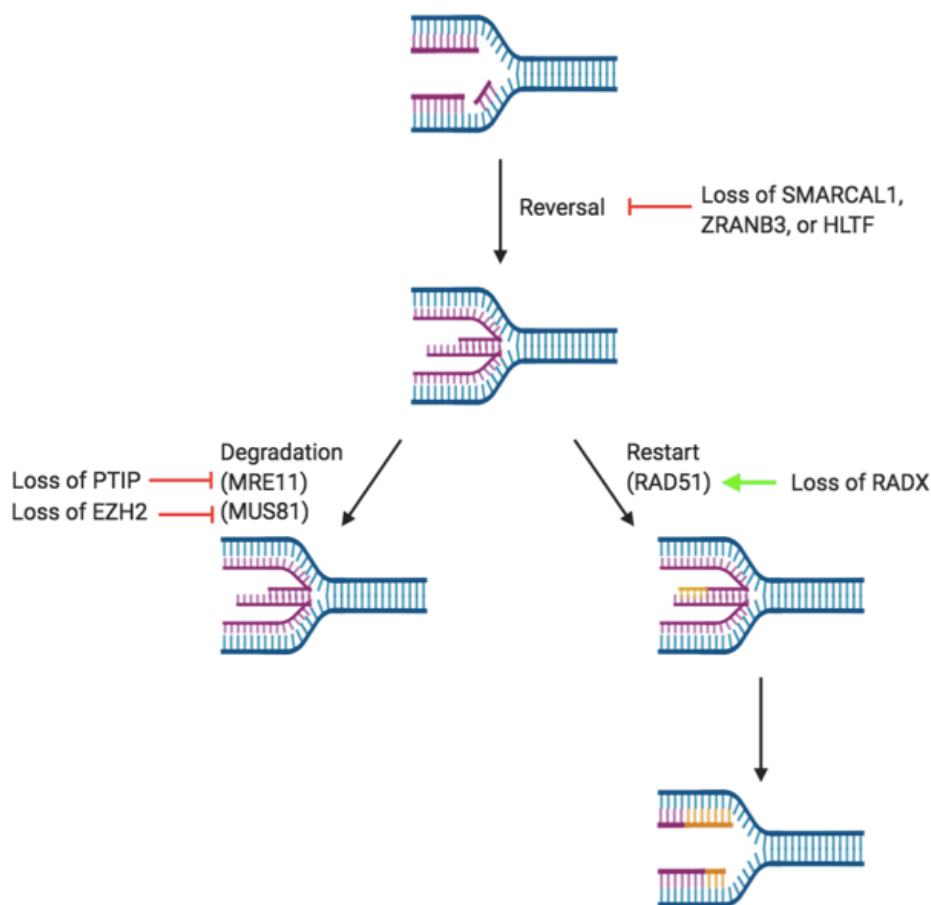 Reversal
Loss of SMARCAL1,
ZRANB3, or HLTF
Degradation
(MRE11)
(MUS81)
Loss of PTIP
Loss of EZH2
Restart
(RAD51)
Loss of RADX